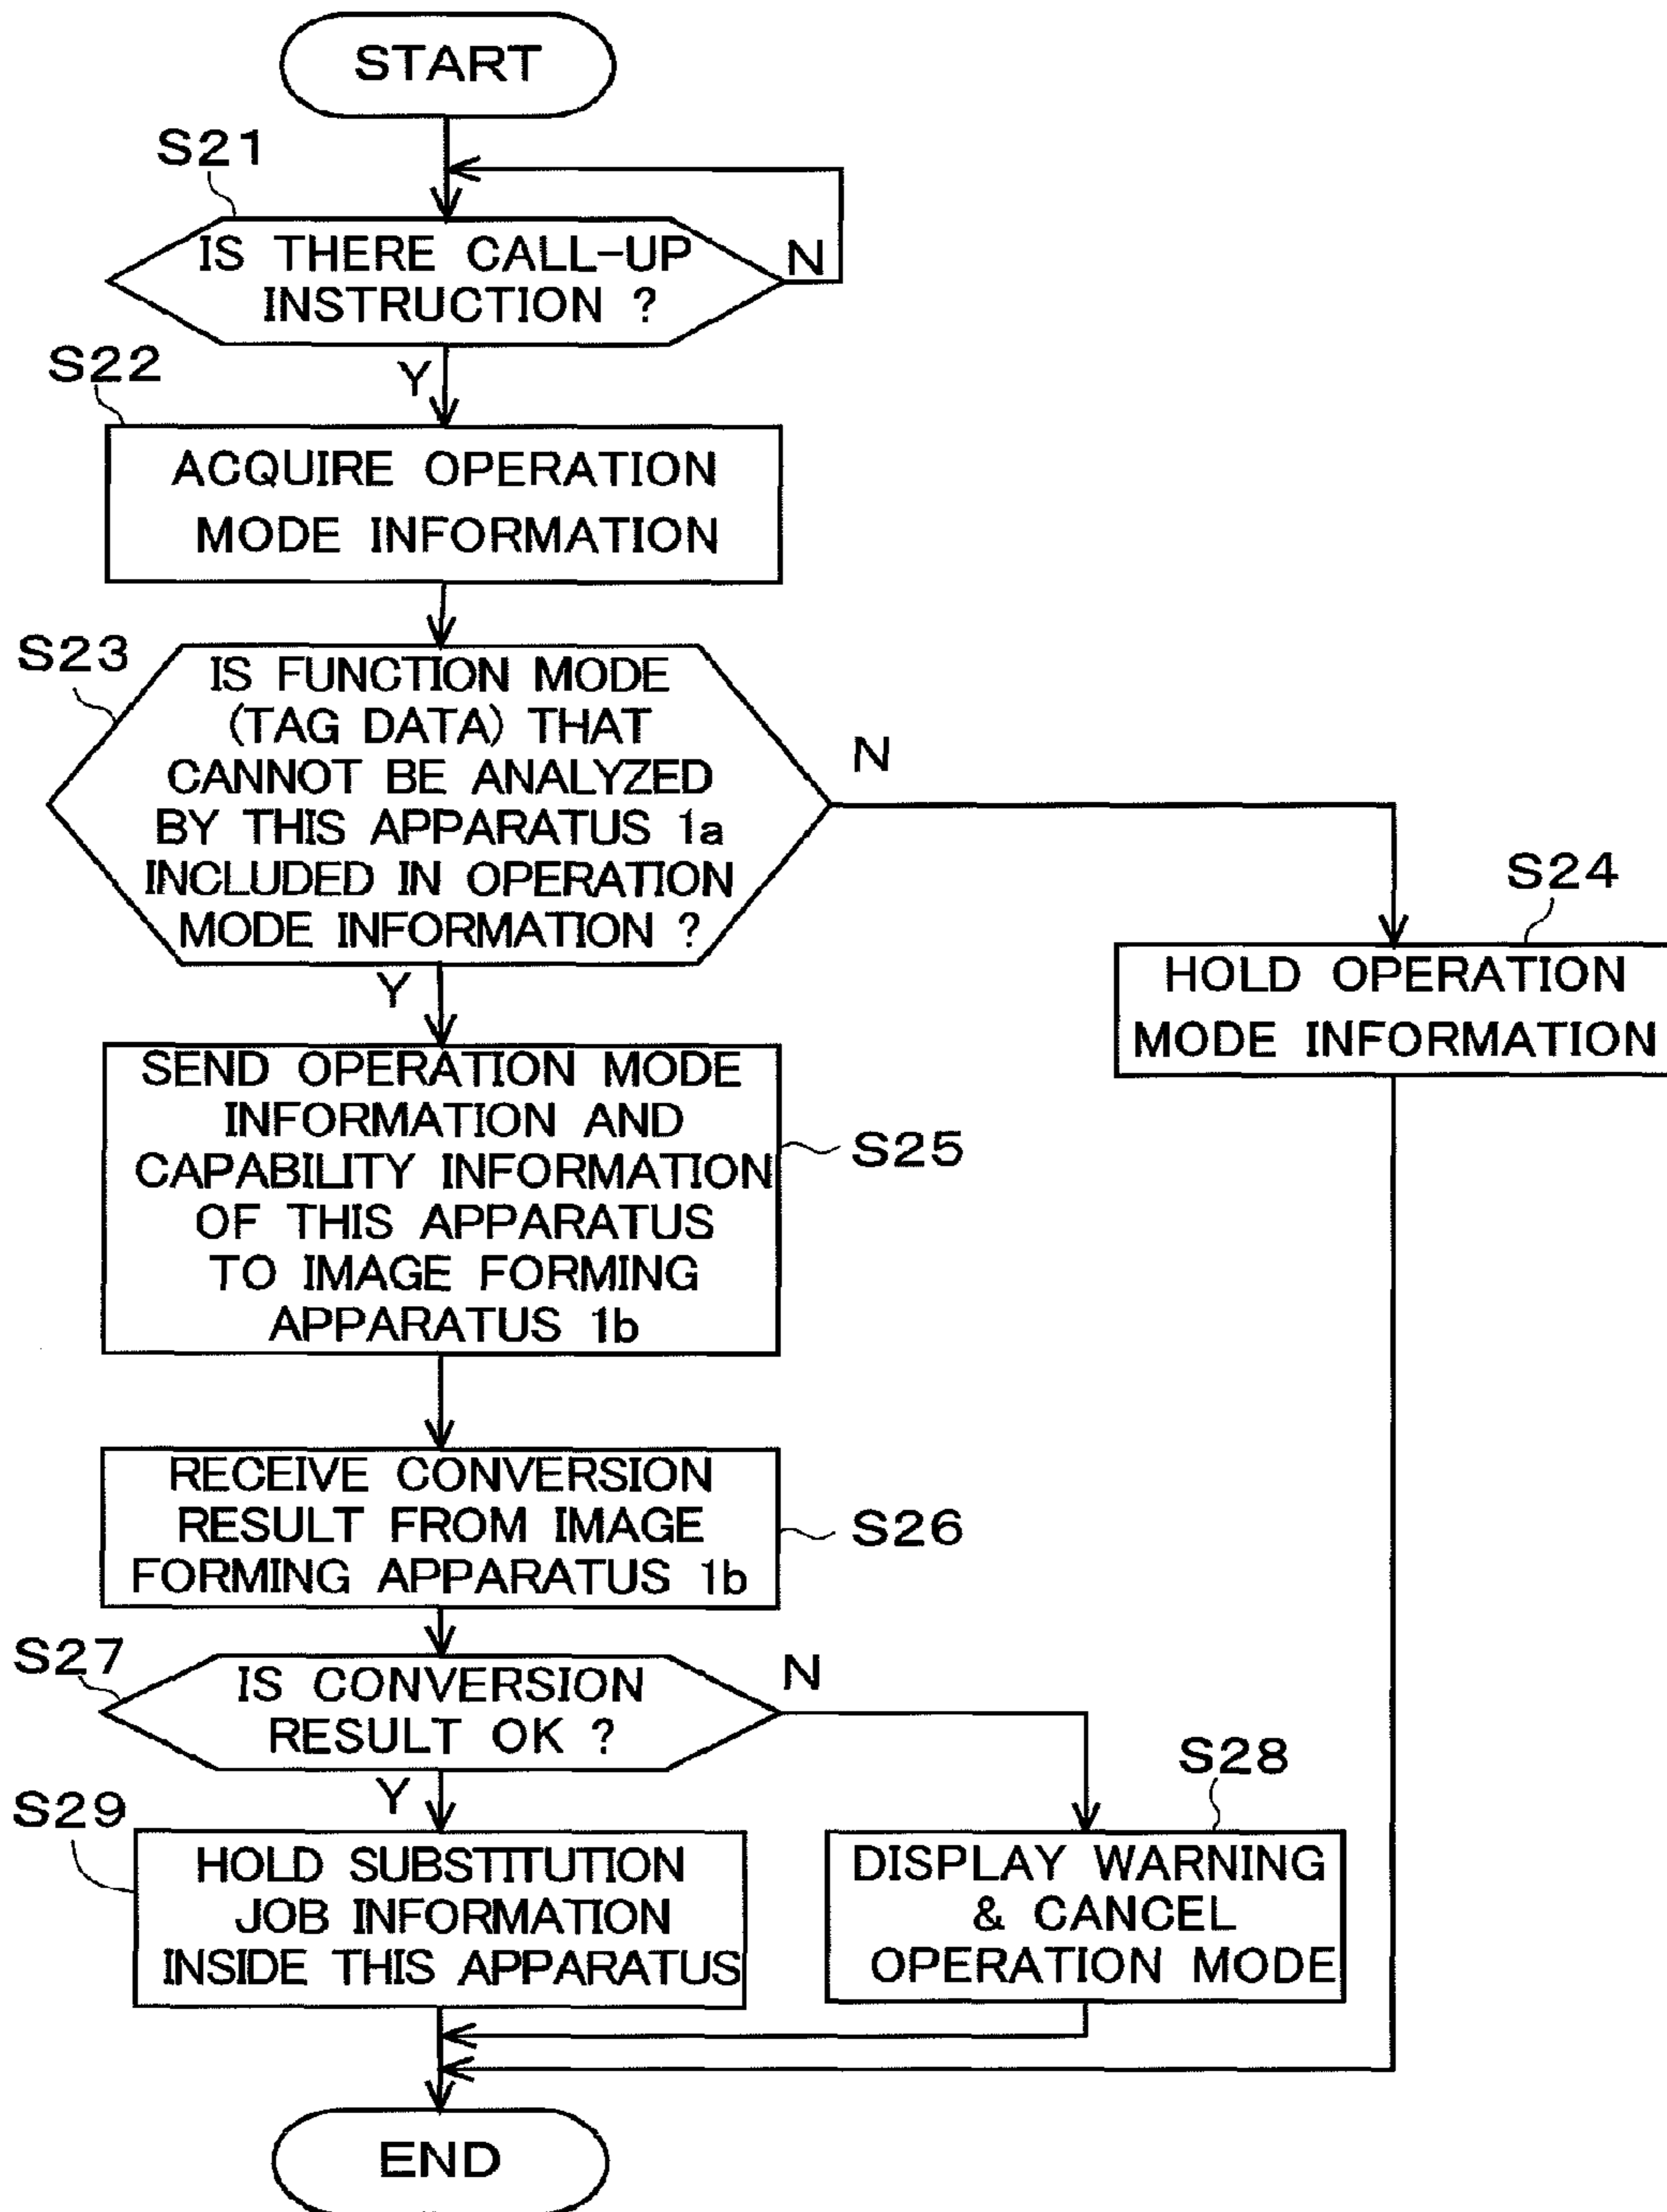 START
S21
IS THERE CALL-UP
INSTRUCTION ?
N
Y
S22
ACQUIRE OPERATION
MODE INFORMATION
S23
IS FUNCTION MODE
(TAG DATA) THAT
CANNOT BE ANALYZED
BY THIS APPARATUS 1a
INCLUDED IN OPERATION
MODE INFORMATION ?
N
Y
S24
HOLD OPERATION
MODE INFORMATION
SEND OPERATION MODE
INFORMATION AND
CAPABILITY INFORMATION
OF THIS APPARATUS
TO IMAGE FORMING
APPARATUS 1b
S25
RECEIVE CONVERSION
RESULT FROM IMAGE
FORMING APPARATUS 1b
S26
S27
IS CONVERSION
RESULT OK ?
N
Y
S28
DISPLAY WARNING
& CANCEL
OPERATION MODE
S29
HOLD SUBSTITUTION
JOB INFORMATION
INSIDE THIS APPARATUS
END